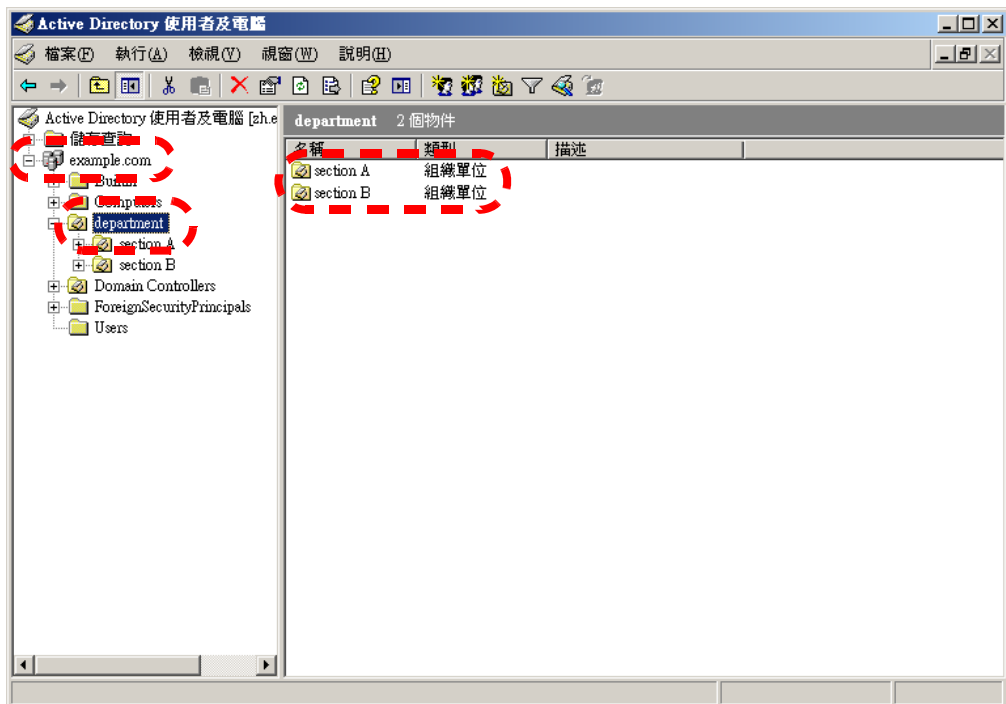 Active Directory 使用者及電腦
檔案(F) 執行(A) 檢視(V) 視窗(W) 說明(H)
Active Directory 使用者及電腦 [zh.e
儲存查詢
example.com
Builtin
Computers
department
section A
section B
Domain Controllers
ForeignSecurityPrincipals
Users
department 2 個物件
名稱 類型 描述
section A 組織單位
section B 組織單位